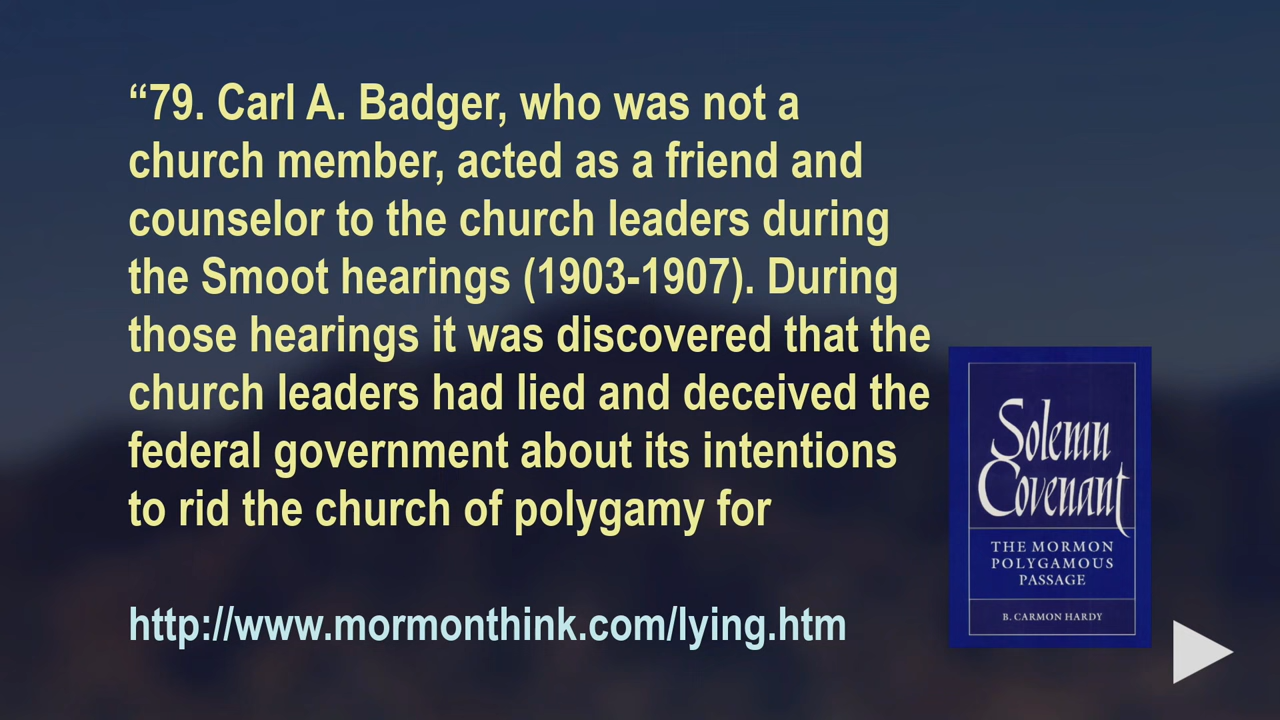 “79. Carl A. Badger, who was not a
church member, acted as a friend and
counselor to the church leaders during
the Smoot hearings (1903-1907). During
those hearings it was discovered that the
church leaders had lied and deceived the
federal government about its intentions
to rid the church of polygamy for
http://www.mormonthink.com/lying.htm
Solemn
Covenant
THE MORMON
POLYGAMOUS
PASSAGE
B. CARMON HARDY